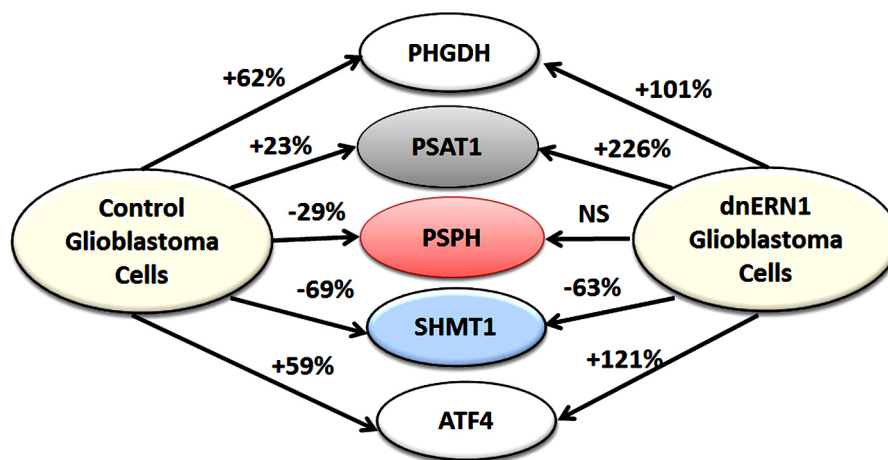 PHGDH
+62%
+101%
PSAT1
+23%
+226%
Control
Glioblastoma
Cells
-29%
PSPH
NS
dnERN1
Glioblastoma
Cells
-69%
SHMT1
-63%
+59%
+121%
ATF4